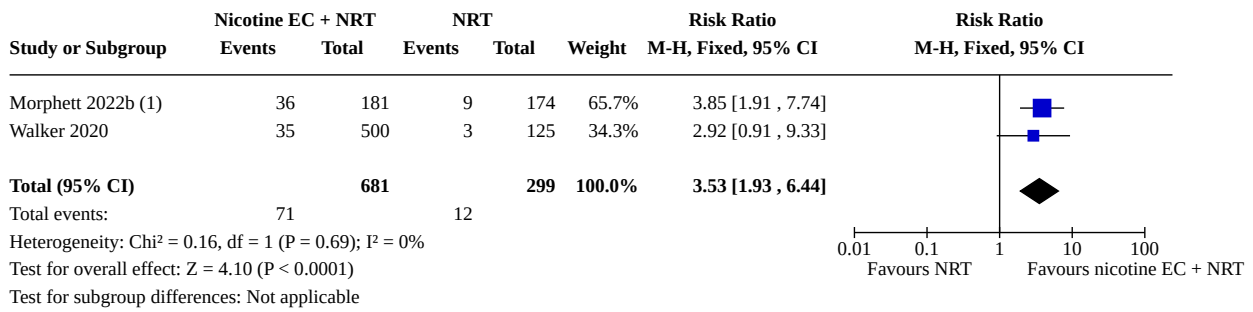 Nicotine EC + NRT NRT Risk Ratio Risk Ratio
Study or Subgroup Events Total Events Total Weight M-H, Fixed, 95% CI M-H, Fixed, 95% CI
Morphett 2022b (1) 36 181 9 174 65.7% 3.85 [1.91 , 7.74]
Walker 2020 35 500 3 125 34.3% 2.92 [0.91 , 9.33]
Total (95% CI) 681 299 100.0% 3.53 [1.93 , 6.44]
Total events: 71 12
Heterogeneity: Chi² = 0.16, df = 1 (P = 0.69); I² = 0%
0.01 0.1 1 10 100
Test for overall effect: Z = 4.10 (P < 0.0001) Favours NRT Favours nicotine EC + NRT
Test for subgroup differences: Not applicable